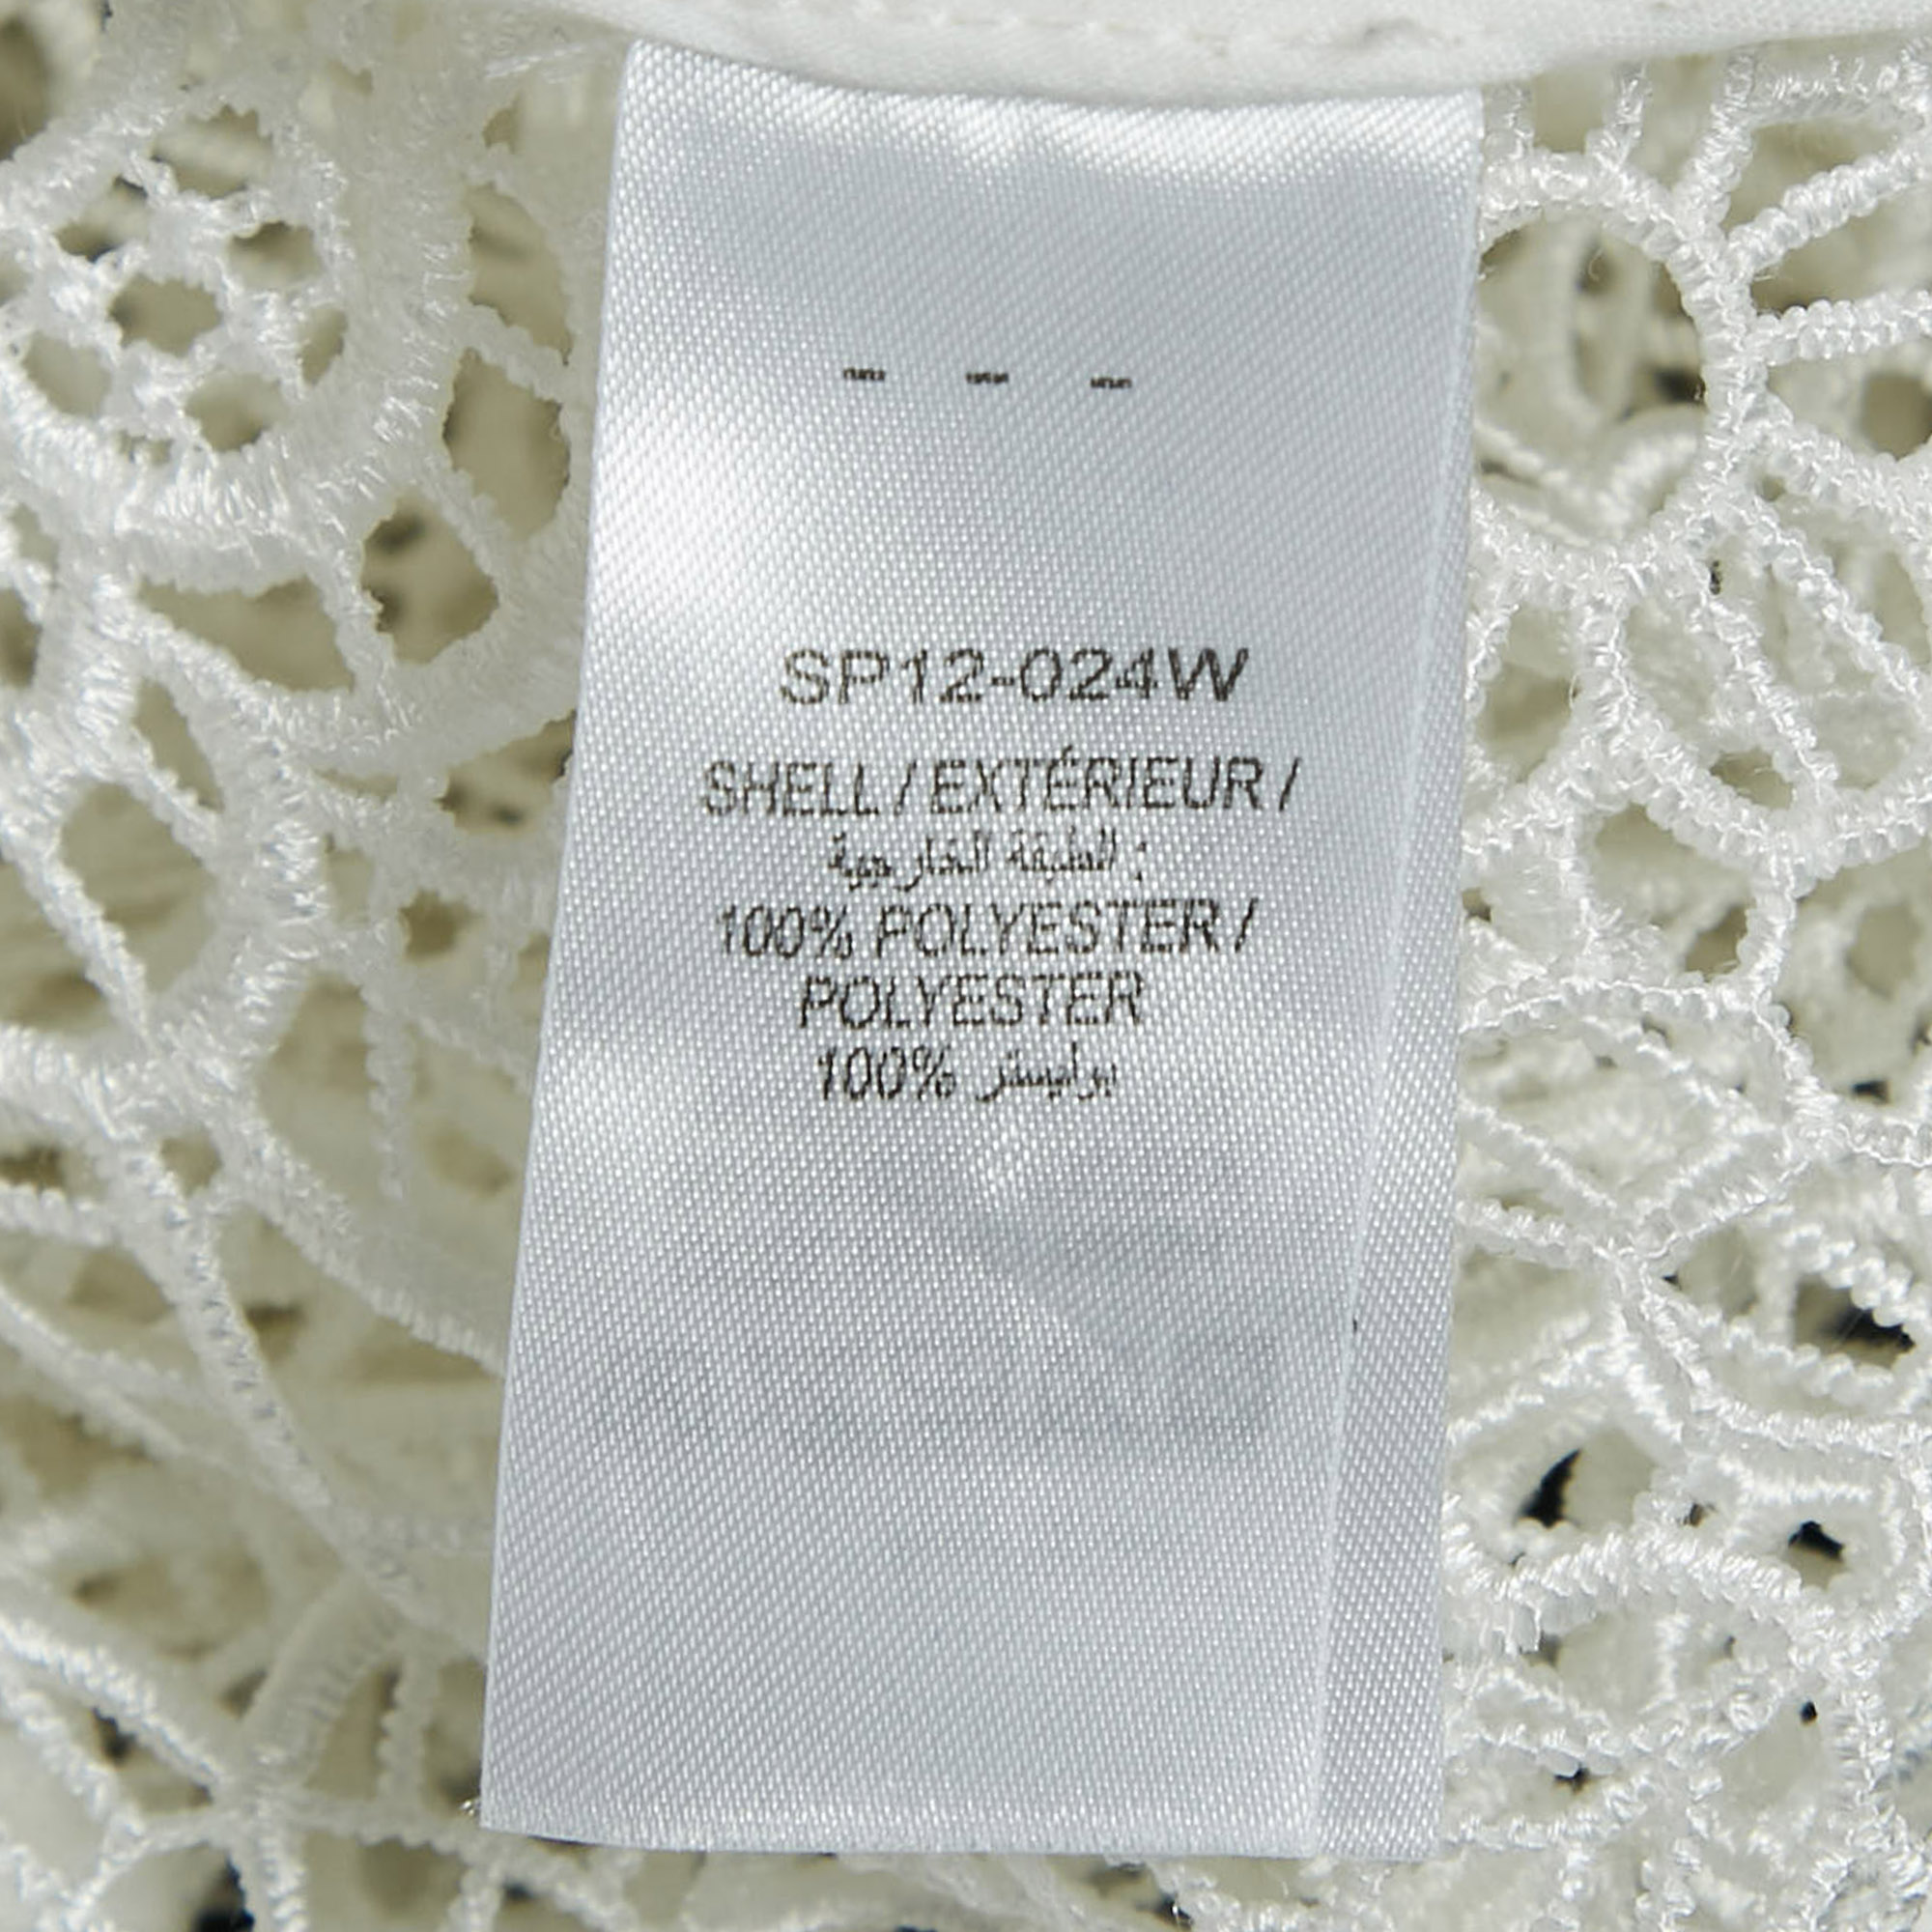 - - -
SP12-024W
SHELL / EXTÉRIEUR /
الطبقة الخارجية :
100% POLYESTER /
POLYESTER
100% بوليستر